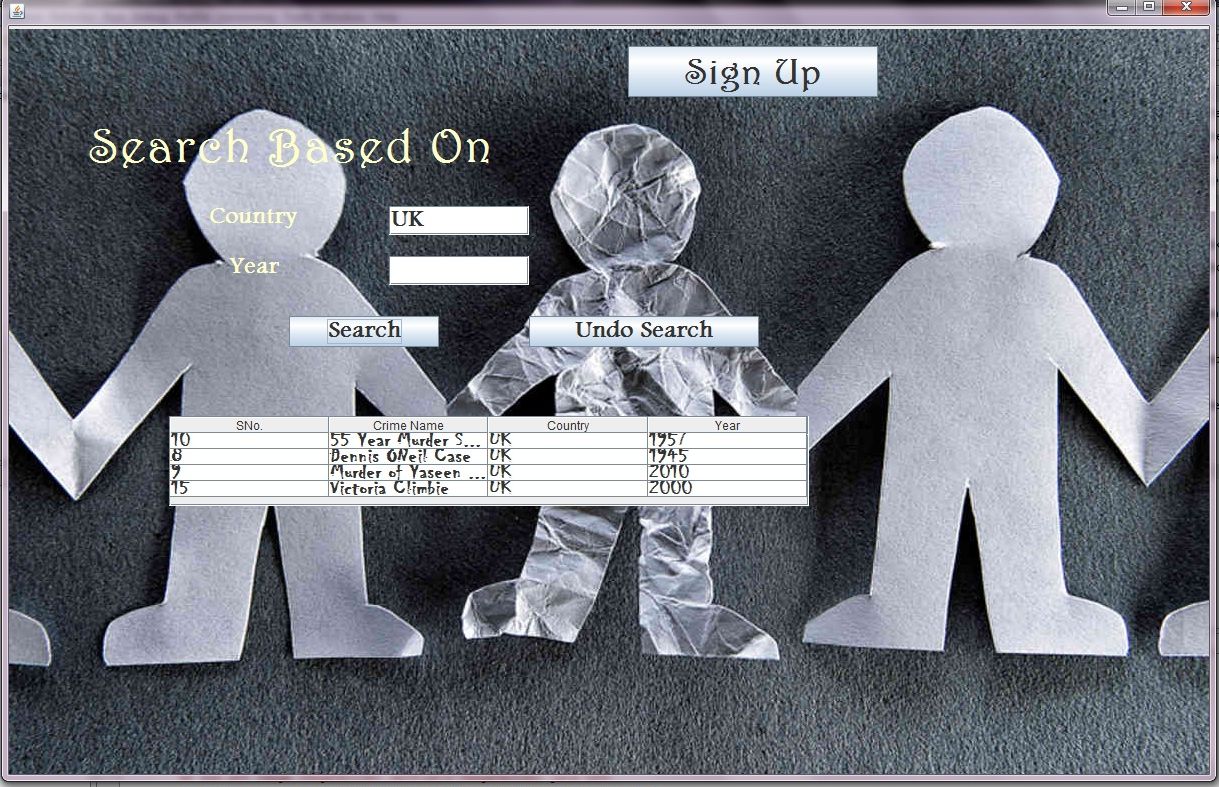 Sign Up
Search Based On
Country UK
Year
Search Undo Search
SNo. Crime Name Country Year
10 55 Year Murder S... UK 1957
8 Dennis ONeil Case UK 1945
9 Murder of Yaseen ... UK 2010
15 Victoria Climbie UK 2000